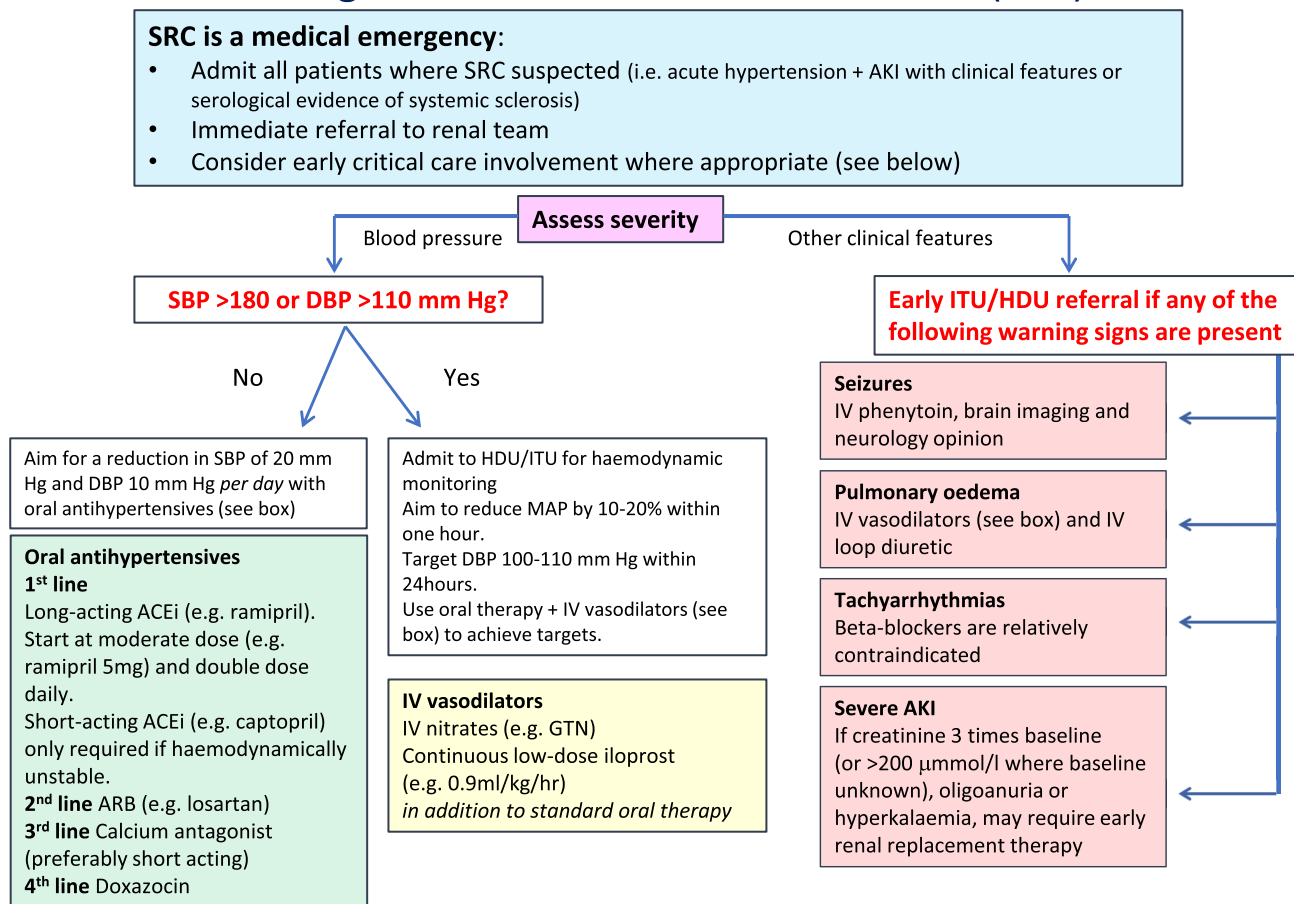 SRC is a medical emergency:
• Admit all patients where SRC suspected (i.e. acute hypertension + AKI with clinical features or
serological evidence of systemic sclerosis)
• Immediate referral to renal team
• Consider early critical care involvement where appropriate (see below)
Assess severity
Blood pressure
Other clinical features
SBP >180 or DBP >110 mm Hg?
No
Yes
Aim for a reduction in SBP of 20 mm
Hg and DBP 10 mm Hg per day with
oral antihypertensives (see box)
Oral antihypertensives
1st line
Long-acting ACEi (e.g. ramipril).
Start at moderate dose (e.g.
ramipril 5mg) and double dose
daily.
Short-acting ACEi (e.g. captopril)
only required if haemodynamically
unstable.
2nd line ARB (e.g. losartan)
3rd line Calcium antagonist
(preferably short acting)
4th line Doxazocin
Admit to HDU/ITU for haemodynamic
monitoring
Aim to reduce MAP by 10-20% within
one hour.
Target DBP 100-110 mm Hg within
24hours.
Use oral therapy + IV vasodilators (see
box) to achieve targets.
IV vasodilators
IV nitrates (e.g. GTN)
Continuous low-dose iloprost
(e.g. 0.9ml/kg/hr)
in addition to standard oral therapy
Early ITU/HDU referral if any of the
following warning signs are present
Seizures
IV phenytoin, brain imaging and
neurology opinion
Pulmonary oedema
IV vasodilators (see box) and IV
loop diuretic
Tachyarrhythmias
Beta-blockers are relatively
contraindicated
Severe AKI
If creatinine 3 times baseline
(or >200 μmmol/l where baseline
unknown), oligoanuria or
hyperkalaemia, may require early
renal replacement therapy